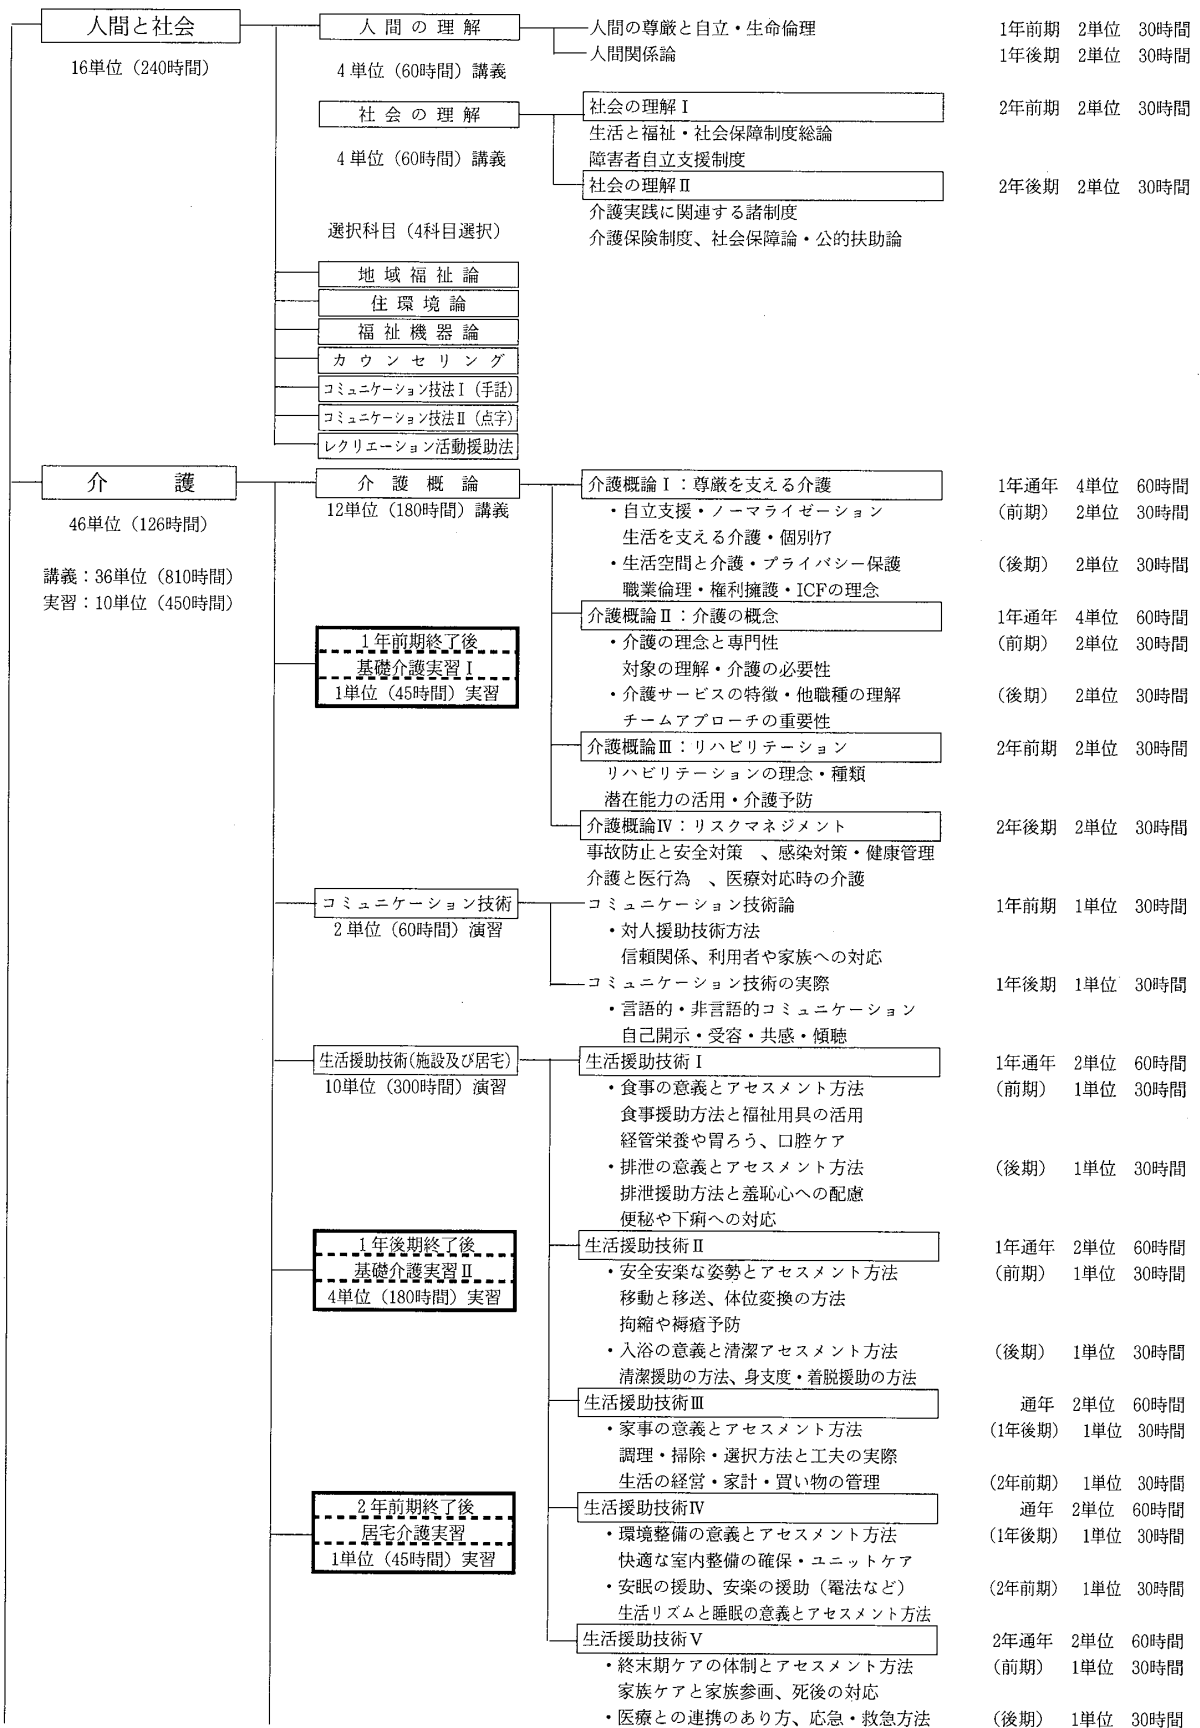 人間と社会
16単位（240時間）
人間の理解
4単位（60時間）講義
人間の尊厳と自立・生命倫理 1年前期 2単位 30時間
人間関係論 1年後期 2単位 30時間
社会の理解
4単位（60時間）講義
社会の理解Ⅰ 2年前期 2単位 30時間
生活と福祉・社会保障制度総論
障害者自立支援制度
社会の理解Ⅱ 2年後期 2単位 30時間
介護実践に関連する諸制度
介護保険制度、社会保障論・公的扶助論
選択科目（4科目選択）
地域福祉論
住環境論
福祉機器論
カウンセリング
コミュニケーション技法Ⅰ（手話）
コミュニケーション技法Ⅱ（点字）
レクリエーション活動援助法
介護
46単位（126時間）
講義：36単位（810時間）
実習：10単位（450時間）
介護概論
12単位（180時間）講義
介護概論Ⅰ：尊厳を支える介護 1年通年 4単位 60時間
・自立支援・ノーマライゼーション （前期） 2単位 30時間
生活を支える介護・個別ケア
・生活空間と介護・プライバシー保護 （後期） 2単位 30時間
職業倫理・権利擁護・ICFの理念
介護概論Ⅱ：介護の概念 1年通年 4単位 60時間
・介護の理念と専門性 （前期） 2単位 30時間
対象の理解・介護の必要性
・介護サービスの特徴・他職種の理解 （後期） 2単位 30時間
チームアプローチの重要性
介護概論Ⅲ：リハビリテーション 2年前期 2単位 30時間
リハビリテーションの理念・種類
潜在能力の活用・介護予防
介護概論Ⅳ：リスクマネジメント 2年後期 2単位 30時間
事故防止と安全対策 、感染対策・健康管理
介護と医行為 、医療対応時の介護
1年前期終了後
基礎介護実習Ⅰ
1単位（45時間）実習
コミュニケーション技術
2単位（60時間）演習
コミュニケーション技術論 1年前期 1単位 30時間
・対人援助技術方法
信頼関係、利用者や家族への対応
コミュニケーション技術の実際 1年後期 1単位 30時間
・言語的・非言語的コミュニケーション
自己開示・受容・共感・傾聴
生活援助技術(施設及び居宅)
10単位（300時間）演習
生活援助技術Ⅰ 1年通年 2単位 60時間
・食事の意義とアセスメント方法 （前期） 1単位 30時間
食事援助方法と福祉用具の活用
経管栄養や胃ろう、口腔ケア
・排泄の意義とアセスメント方法 （後期） 1単位 30時間
排泄援助方法と羞恥心への配慮
便秘や下痢への対応
1年後期終了後
基礎介護実習Ⅱ
4単位（180時間）実習
生活援助技術Ⅱ 1年通年 2単位 60時間
・安全安楽な姿勢とアセスメント方法 （前期） 1単位 30時間
移動と移送、体位変換の方法
拘縮や褥瘡予防
・入浴の意義と清潔アセスメント方法 （後期） 1単位 30時間
清潔援助の方法、身支度・着脱援助の方法
生活援助技術Ⅲ 通年 2単位 60時間
・家事の意義とアセスメント方法 （1年後期） 1単位 30時間
調理・掃除・選択方法と工夫の実際
生活の経営・家計・買い物の管理 （2年前期） 1単位 30時間
2年前期終了後
居宅介護実習
1単位（45時間）実習
生活援助技術Ⅳ 通年 2単位 60時間
・環境整備の意義とアセスメント方法 （1年後期） 1単位 30時間
快適な室内整備の確保・ユニットケア
・安眠の援助、安楽の援助（罨法など） （2年前期） 1単位 30時間
生活リズムと睡眠の意義とアセスメント方法
生活援助技術Ⅴ 2年通年 2単位 60時間
・終末期ケアの体制とアセスメント方法 （前期） 1単位 30時間
家族ケアと家族参画、死後の対応
・医療との連携のあり方、応急・救急方法 （後期） 1単位 30時間